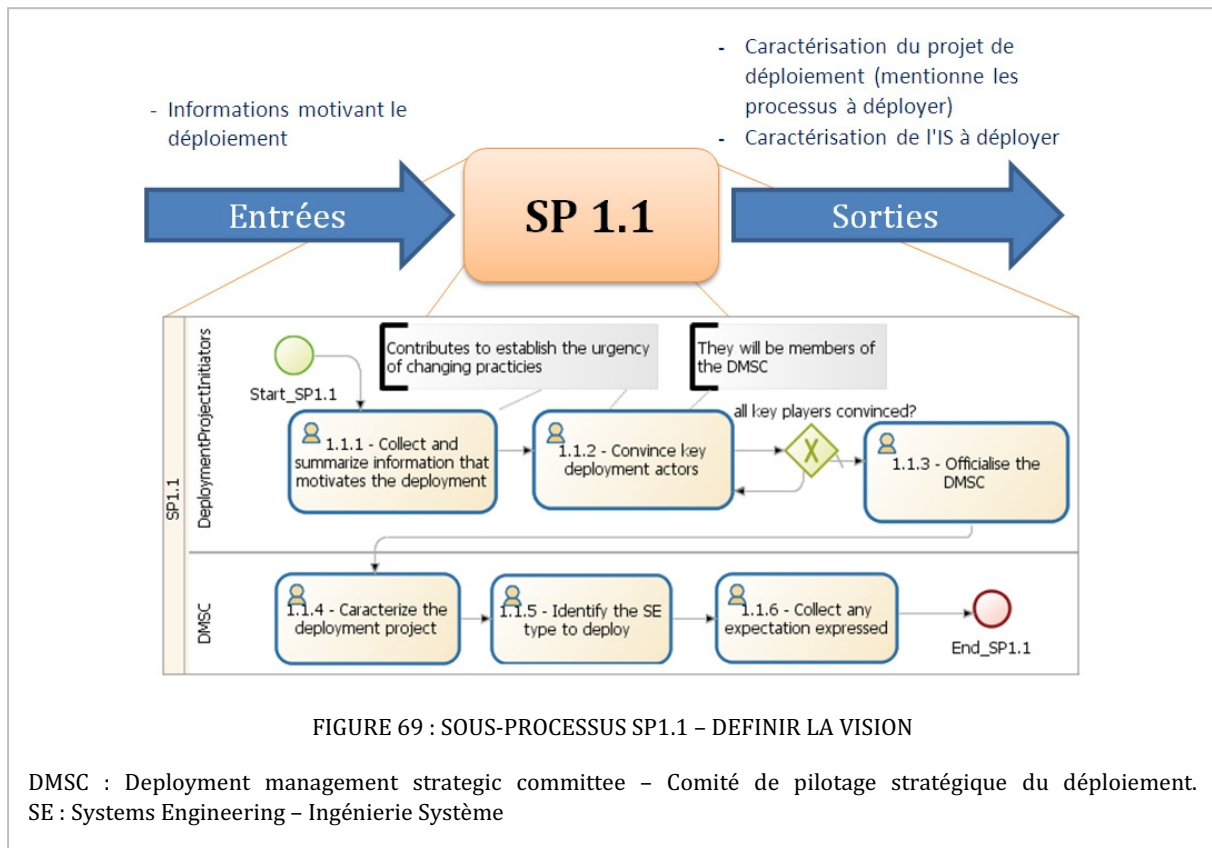 - Informations motivant le
déploiement
- Caractérisation du projet de
déploiement (mentionne les
processus à déployer)
- Caractérisation de l'IS à déployer
Entrées
SP 1.1
Sorties
SP1.1
DeploymentProjectInitiators
Start_SP1.1
Contributes to establish the urgency
of changing practicies
They will be members of
the DMSC
all key players convinced?
1.1.1 - Collect and
summarize information that
motivates the deployment
1.1.2 - Convince key
deployment actors
X
1.1.3 - Officialise the
DMSC
DMSC
1.1.4 - Caracterize the
deployment project
1.1.5 - Identify the SE
type to deploy
1.1.6 - Collect any
expectation expressed
End_SP1.1
FIGURE 69 : SOUS-PROCESSUS SP1.1 – DEFINIR LA VISION
DMSC : Deployment management strategic committee – Comité de pilotage stratégique du déploiement.
SE : Systems Engineering – Ingénierie Système